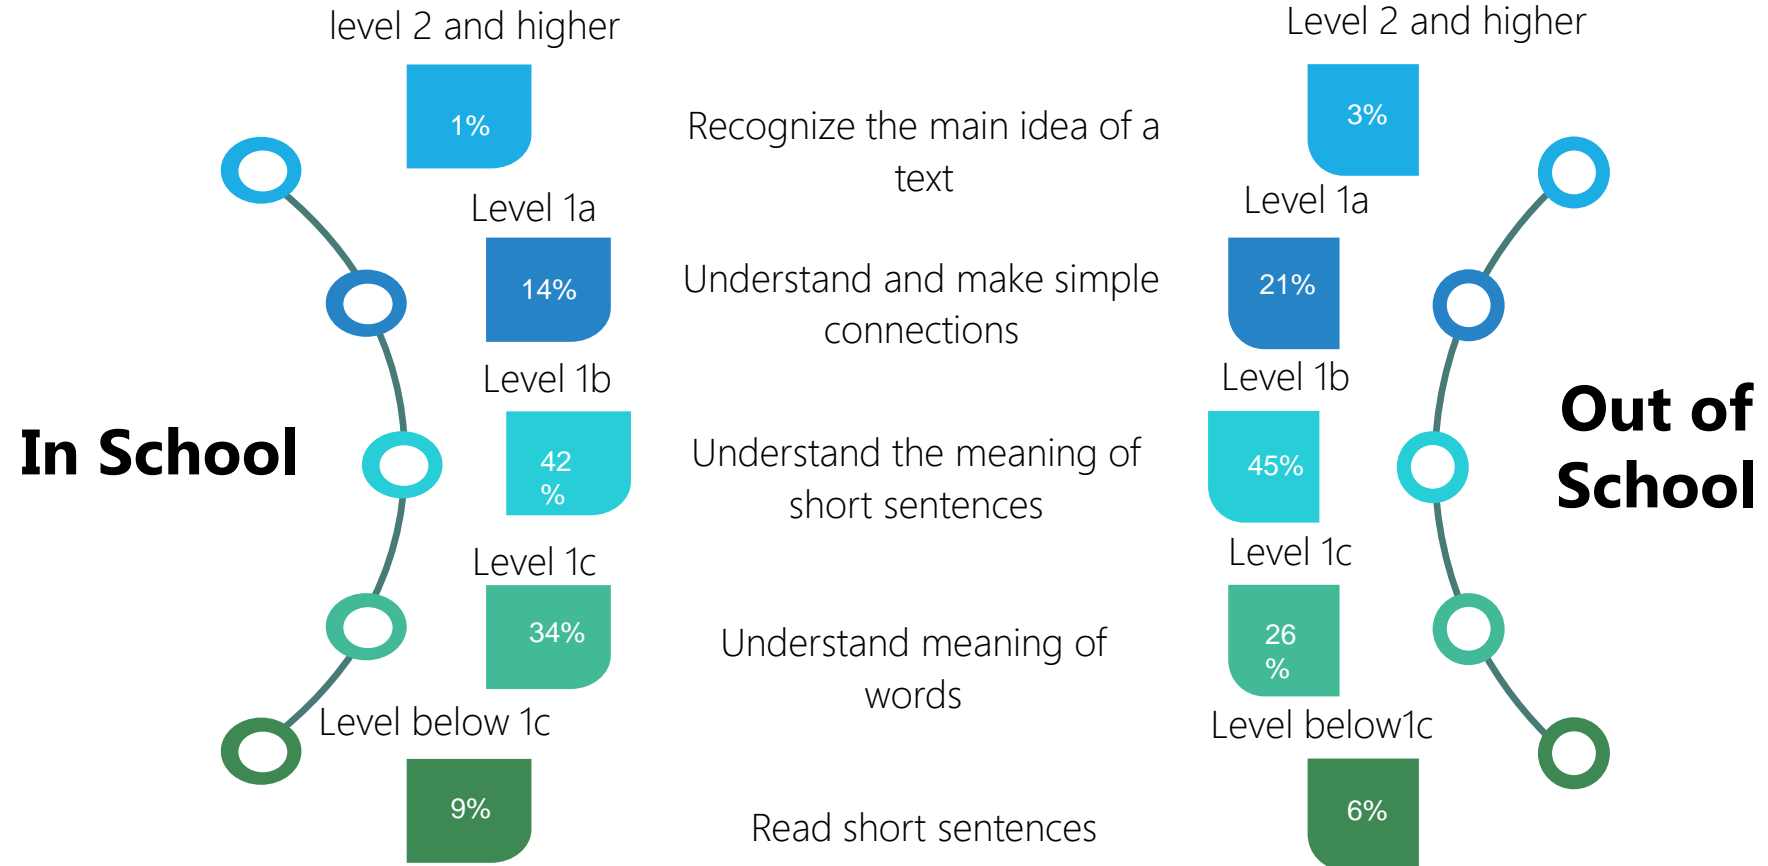 level 2 and higher
Level 2 and higher
1%
Recognize the main idea of a
text
3%
Level 1a
Level 1a
14%
Understand and make simple
connections
21%
Level 1b
Level 1b
In School
42
%
Understand the meaning of
short sentences
45%
Out of
School
Level 1c
Level 1c
34%
Understand meaning of
words
26
%
Level below 1c
Level below1c
9%
Read short sentences
6%